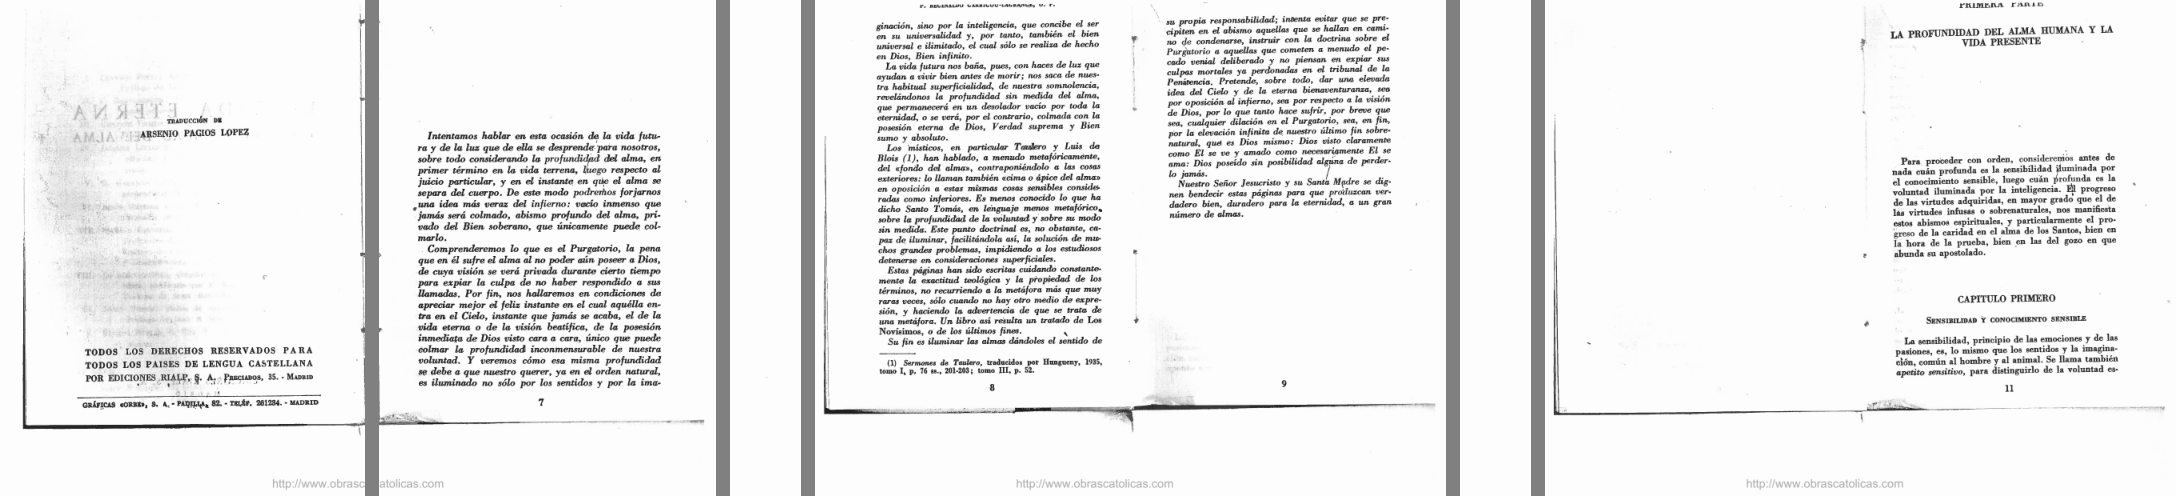 TRADUCCIÓN DE
ARSENIO PAGIOS LOPEZ
TODOS LOS DERECHOS RESERVADOS PARA
TODOS LOS PAISES DE LENGUA CASTELLANA
POR EDICIONES RIALP, S. A. - PRECIADOS, 35. - MADRID
GRÁFICAS «ORBE», S. A. - PADILLA, 82. - TELÉF. 261234. - MADRID
Intentamos hablar en esta ocasión de la vida futu-
ra y de la luz que de ella se desprende para nosotros,
sobre todo considerando la profundidad del alma, en
primer término en la vida terrena, luego respecto al
juicio particular, y en el instante en que el alma se
separa del cuerpo. De este modo podremos forjarnos
una idea más veraz del infierno: vacío inmenso que
jamás será colmado, abismo profundo del alma, pri-
vado del Bien soberano, que únicamente puede col-
marlo.
Comprenderemos lo que es el Purgatorio, la pena
que en él sufre el alma al no poder aún poseer a Dios,
de cuya visión se verá privada durante cierto tiempo
para expiar la culpa de no haber respondido a sus
llamadas. Por fin, nos hallaremos en condiciones de
apreciar mejor el feliz instante en el cual aquélla en-
tra en el Cielo, instante que jamás se acaba, el de la
vida eterna o de la visión beatífica, de la posesión
inmediata de Dios visto cara a cara, único que puede
colmar la profundidad inconmensurable de nuestra
voluntad. Y veremos cómo esa misma profundidad
se debe a que nuestro querer, ya en el orden natural,
es iluminado no sólo por los sentidos y por la ima-
7
P. REGINALDO GARRIGOU-LAGRANGE, O. P.
ginación, sino por la inteligencia, que concibe el ser
en su universalidad y, por tanto, también el bien
universal e ilimitado, el cual sólo se realiza de hecho
en Dios, Bien infinito.
La vida futura nos baña, pues, con haces de luz que
ayudan a vivir bien antes de morir; nos saca de nues-
tra habitual superficialidad, de nuestra somnolencia,
revelándonos la profundidad sin medida del alma,
que permanecerá en un desolador vacío por toda la
eternidad, o se verá, por el contrario, colmada con la
posesión eterna de Dios, Verdad suprema y Bien
sumo y absoluto.
Los místicos, en particular Taulero y Luis de
Blois (1), han hablado, a menudo metafóricamente,
del «fondo del alma», contraponiéndolo a las cosas
exteriores: lo llaman también «cima o ápice del alma»
en oposición a estas mismas cosas sensibles conside-
radas como inferiores. Es menos conocido lo que ha
dicho Santo Tomás, en lenguaje menos metafórico,
sobre la profundidad de la voluntad y sobre su modo
sin medida. Este punto doctrinal es, no obstante, ca-
paz de iluminar, facilitándola así, la solución de mu-
chos grandes problemas, impidiendo a los estudiosos
detenerse en consideraciones superficiales.
Estas páginas han sido escritas cuidando constante-
mente la exactitud teológica y la propiedad de los
términos, no recurriendo a la metáfora más que muy
raras veces, sólo cuando no hay otro medio de expre-
sión, y haciendo la advertencia de que se trata de
una metáfora. Un libro así resulta un tratado de Los
Novísimos, o de los últimos fines.
Su fin es iluminar las almas dándoles el sentido de
(1) Sermones de Taulero, traducidos por Hungueny, 1935,
tomo I, p. 76 ss., 201-203; tomo III, p. 52.
8
su propia responsabilidad; intenta evitar que se pre-
cipiten en el abismo aquellas que se hallan en cami-
no de condenarse, instruir con la doctrina sobre el
Purgatorio a aquellas que cometen a menudo el pe-
cado venial deliberado y no piensan en expiar sus
culpas mortales ya perdonadas en el tribunal de la
Penitencia. Pretende, sobre todo, dar una elevada
idea del Cielo y de la eterna bienaventuranza, sea
por oposición al infierno, sea por respecto a la visión
de Dios, por lo que tanto hace sufrir, por breve que
sea, cualquier dilación en el Purgatorio, sea, en fin,
por la elevación infinita de nuestro último fin sobre-
natural, que es Dios mismo: Dios visto claramente
como El se ve y amado como necesariamente El se
ama: Dios poseído sin posibilidad alguna de perder-
lo jamás.
Nuestro Señor Jesucristo y su Santa Madre se dig-
nen bendecir estas páginas para que produzcan ver-
dadero bien, duradero para la eternidad, a un gran
número de almas.
9
PRIMERA PARTE
LA PROFUNDIDAD DEL ALMA HUMANA Y LA
VIDA PRESENTE
Para proceder con orden, consideremos antes de
nada cuán profunda es la sensibilidad iluminada por
el conocimiento sensible, luego cuán profunda es la
voluntad iluminada por la inteligencia. El progreso
de las virtudes adquiridas, en mayor grado que el de
las virtudes infusas o sobrenaturales, nos manifiesta
estos abismos espirituales, y particularmente el pro-
greso de la caridad en el alma de los Santos, bien en
la hora de la prueba, bien en las del gozo en que
abunda su apostolado.
CAPITULO PRIMERO
SENSIBILIDAD Y CONOCIMIENTO SENSIBLE
La sensibilidad, principio de las emociones y de las
pasiones, es, lo mismo que los sentidos y la imagina-
ción, común al hombre y al animal. Se llama también
apetito sensitivo, para distinguirlo de la voluntad es-
11
http://www.obrascatolicas.com
http://www.obrascatolicas.com
http://www.obrascatolicas.com